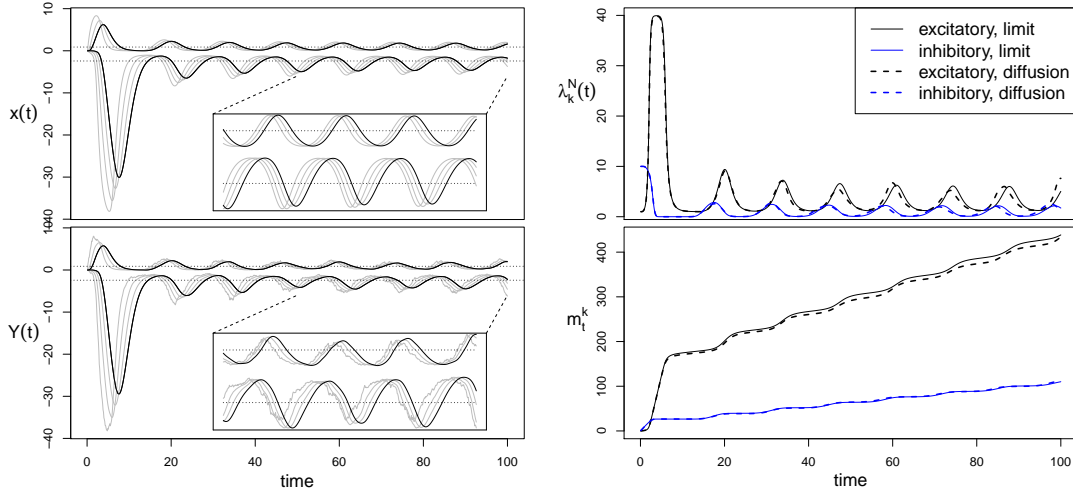 x(t)
10
0
−10
−20
−30
−40
Y(t)
10
0
−10
−20
−30
−40
0 20 40 60 80 100
time
λₖᴺ(t)
40
30
20
10
0
excitatory, limit
inhibitory, limit
excitatory, diffusion
inhibitory, diffusion
mₜᵏ
400
300
200
100
0
0 20 40 60 80 100
time